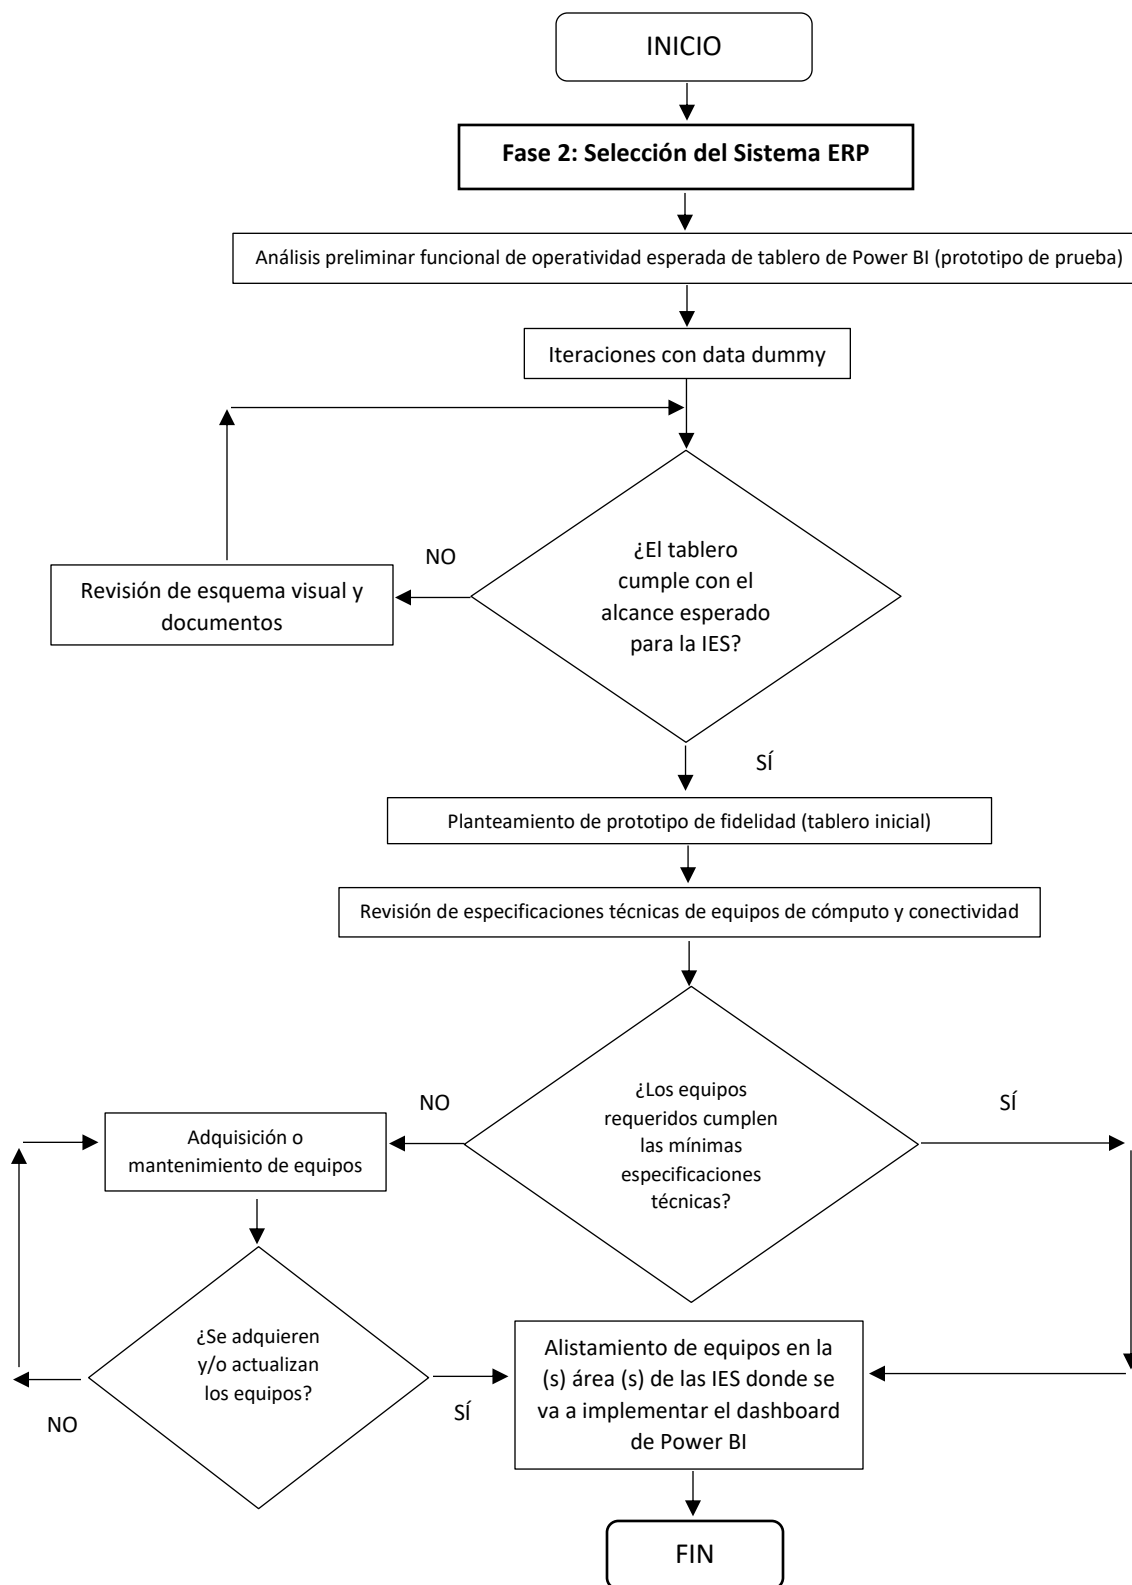 INICIO
Fase 2: Selección del Sistema ERP
Análisis preliminar funcional de operatividad esperada de tablero de Power BI (prototipo de prueba)
Iteraciones con data dummy
¿El tablero
cumple con el
alcance esperado
para la IES?
NO
Revisión de esquema visual y
documentos
SÍ
Planteamiento de prototipo de fidelidad (tablero inicial)
Revisión de especificaciones técnicas de equipos de cómputo y conectividad
¿Los equipos
requeridos cumplen
las mínimas
especificaciones
técnicas?
NO
SÍ
Adquisición o
mantenimiento de equipos
¿Se adquieren
y/o actualizan
los equipos?
NO
SÍ
Alistamiento de equipos en la
(s) área (s) de las IES donde se
va a implementar el dashboard
de Power BI
FIN